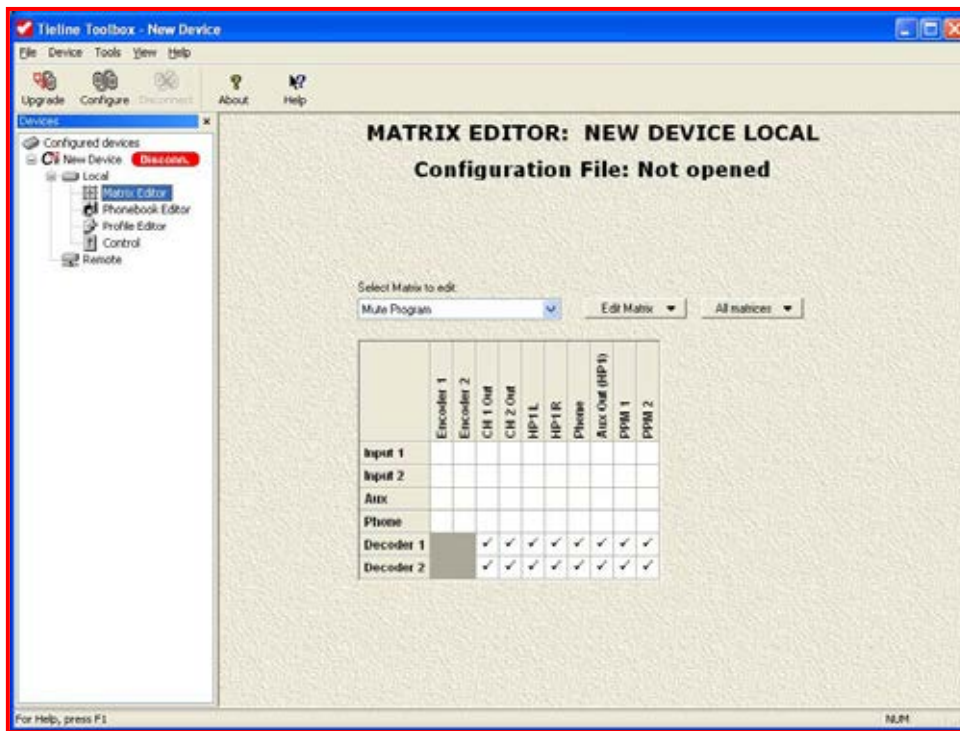 Tieline Toolbox - New Device
File Device Tools View Help
Upgrade Configure Disconnect About Help
Devices
Configured devices
New Device Disconn.
Local
Matrix Editor
Phonebook Editor
Profile Editor
Control
Remote
MATRIX EDITOR: NEW DEVICE LOCAL
Configuration File: Not opened
Select Matrix to edit
Mute Program Edit Matrix All matrices
Encoder 1 Encoder 2 CH 1 Out CH 2 Out HP1 L HP1 R Phone Aux Out (HP1) PPM 1 PPM 2
Input 1
Input 2
Aux
Phone
Decoder 1 ✓ ✓ ✓ ✓ ✓ ✓ ✓ ✓
Decoder 2 ✓ ✓ ✓ ✓ ✓ ✓ ✓ ✓
For Help, press F1 NUM